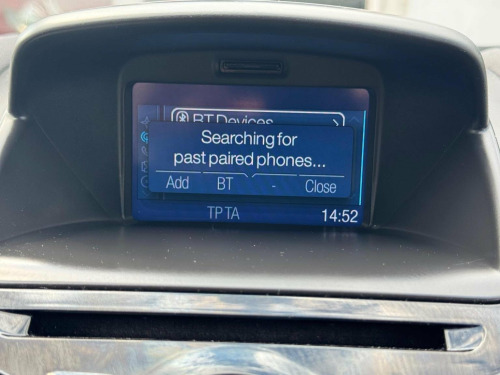 BT Devices
Searching for
past paired phones...
Add BT - Close
TP TA 14:52